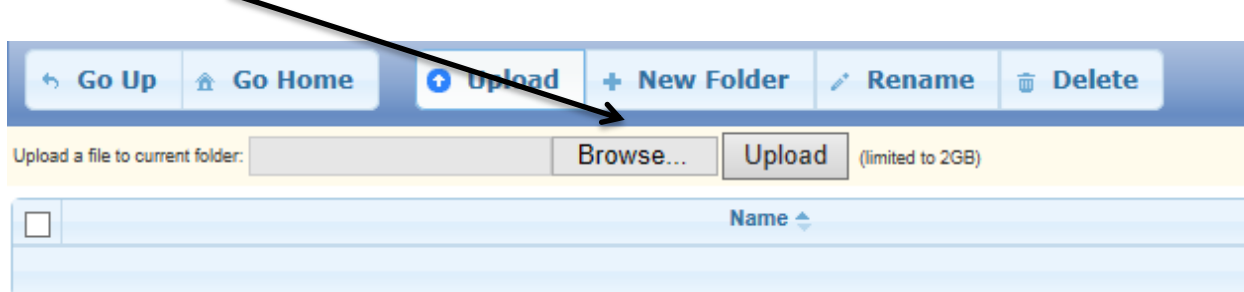 Go Up Go Home Upload New Folder Rename Delete
Upload a file to current folder: Browse... Upload (limited to 2GB)
Name